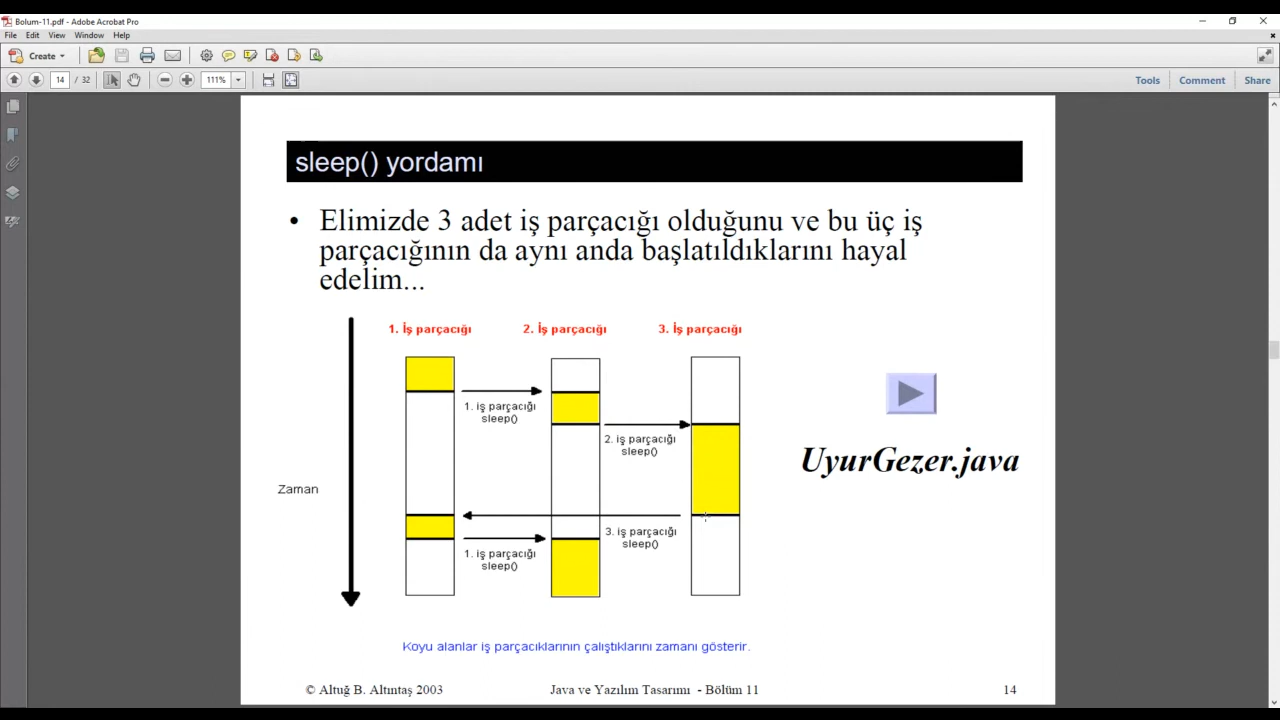 Bolum-11.pdf - Adobe Acrobat Pro
File Edit View Window Help
Create
14 / 32 111% Tools Comment Share
sleep() yordamı
• Elimizde 3 adet iş parçacığı olduğunu ve bu üç iş
parçacığının da aynı anda başlatıldıklarını hayal
edelim...
1. İş parçacığı 2. İş parçacığı 3. İş parçacığı
1. iş parçacığı
sleep()
2. iş parçacığı
sleep()
UyurGezer.java
Zaman
3. iş parçacığı
sleep()
1. iş parçacığı
sleep()
Koyu alanlar iş parçacıklarının çalıştıklarını zamanı gösterir.
© Altuğ B. Altıntaş 2003 Java ve Yazılım Tasarımı - Bölüm 11 14